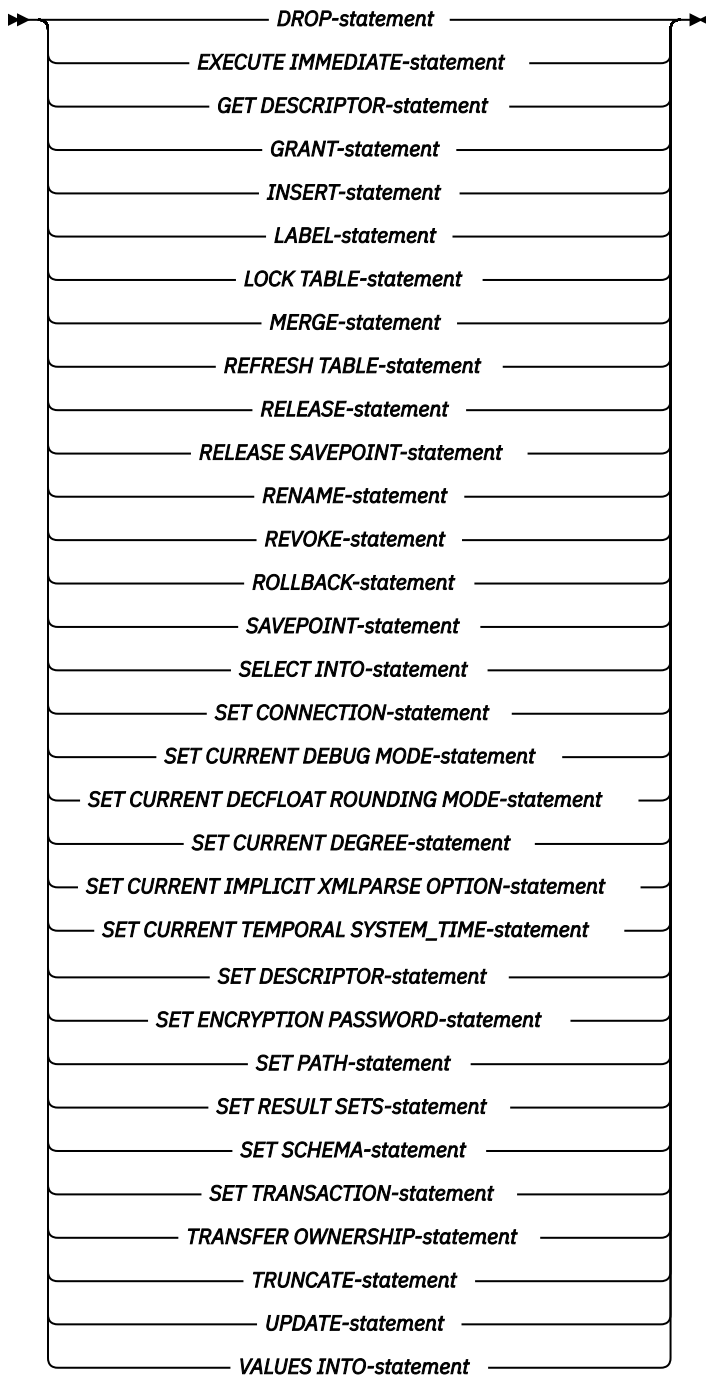 DROP-statement
EXECUTE IMMEDIATE-statement
GET DESCRIPTOR-statement
GRANT-statement
INSERT-statement
LABEL-statement
LOCK TABLE-statement
MERGE-statement
REFRESH TABLE-statement
RELEASE-statement
RELEASE SAVEPOINT-statement
RENAME-statement
REVOKE-statement
ROLLBACK-statement
SAVEPOINT-statement
SELECT INTO-statement
SET CONNECTION-statement
SET CURRENT DEBUG MODE-statement
SET CURRENT DECFLOAT ROUNDING MODE-statement
SET CURRENT DEGREE-statement
SET CURRENT IMPLICIT XMLPARSE OPTION-statement
SET CURRENT TEMPORAL SYSTEM_TIME-statement
SET DESCRIPTOR-statement
SET ENCRYPTION PASSWORD-statement
SET PATH-statement
SET RESULT SETS-statement
SET SCHEMA-statement
SET TRANSACTION-statement
TRANSFER OWNERSHIP-statement
TRUNCATE-statement
UPDATE-statement
VALUES INTO-statement